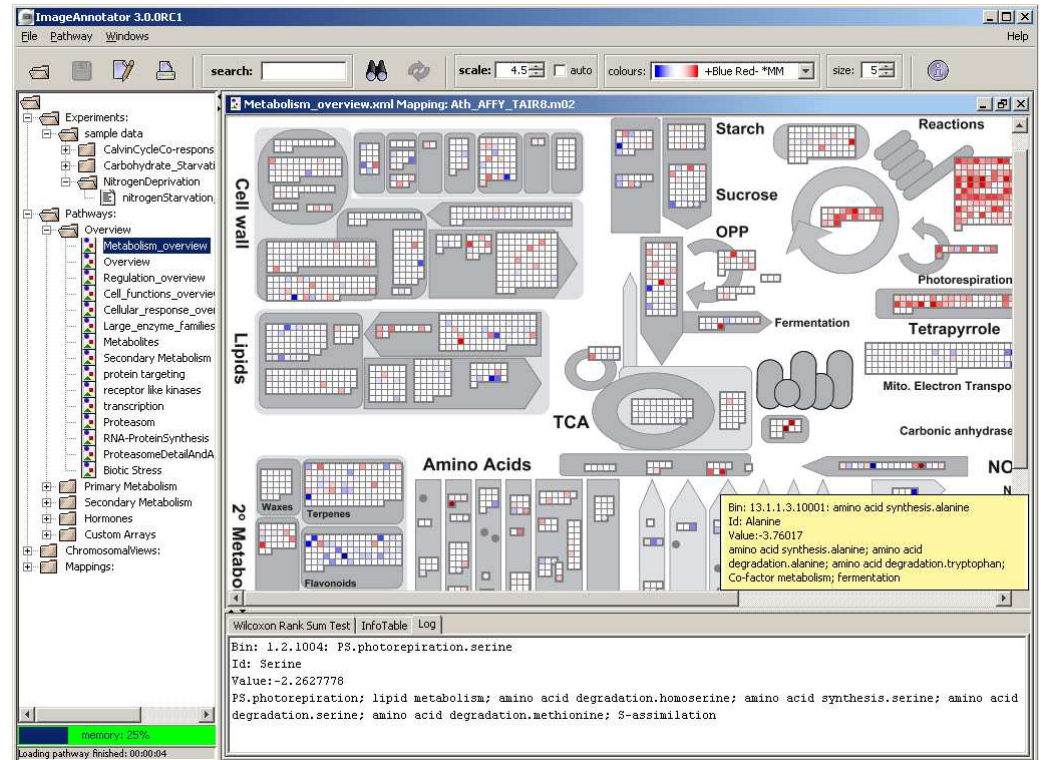 ImageAnnotator 3.0.0RC1
File Pathway Windows Help
search: scale: 4.5 auto colours: +Blue Red- *MM size: 5
Experiments:
sample data
CalvinCycleCo-respons
Carbohydrate_Starvati
NitrogenDeprivation
nitrogenStarvation_
Pathways:
Overview
Metabolism_overview
Overview
Regulation_overview
Cell_functions_overvie
Cellular_response_over
Large_enzyme_families
Metabolites
Secondary Metabolism
protein targeting
receptor like kinases
transcription
Proteasom
RNA-ProteinSynthesis
ProteasomeDetailAndA
Biotic Stress
Primary Metabolism
Secondary Metabolism
Hormones
Custom Arrays
ChromosomalViews:
Mappings:
memory: 25%
Loading pathway finished: 00:00:04
Metabolism_overview.xml Mapping: Ath_AFFY_TAIR8.m02
Cell wall
Lipids
2º Metabo
Starch
Sucrose
OPP
Reactions
Photorespiration
Fermentation
Tetrapyrrole
Mito. Electron Transpo
TCA
Carbonic anhydrase
Amino Acids
NO
Waxes
Terpenes
Flavonoids
Bin: 13.1.1.3.10001: amino acid synthesis.alanine
Id: Alanine
Value:-3.76017
amino acid synthesis.alanine; amino acid
degradation.alanine; amino acid degradation.tryptophan;
Co-factor metabolism; fermentation
Wilcoxon Rank Sum Test InfoTable Log
Bin: 1.2.1004: PS.photorepiration.serine
Id: Serine
Value:-2.2627778
PS.photorepiration; lipid metabolism; amino acid degradation.homoserine; amino acid synthesis.serine; amino acid
degradation.serine; amino acid degradation.methionine; S-assimilation